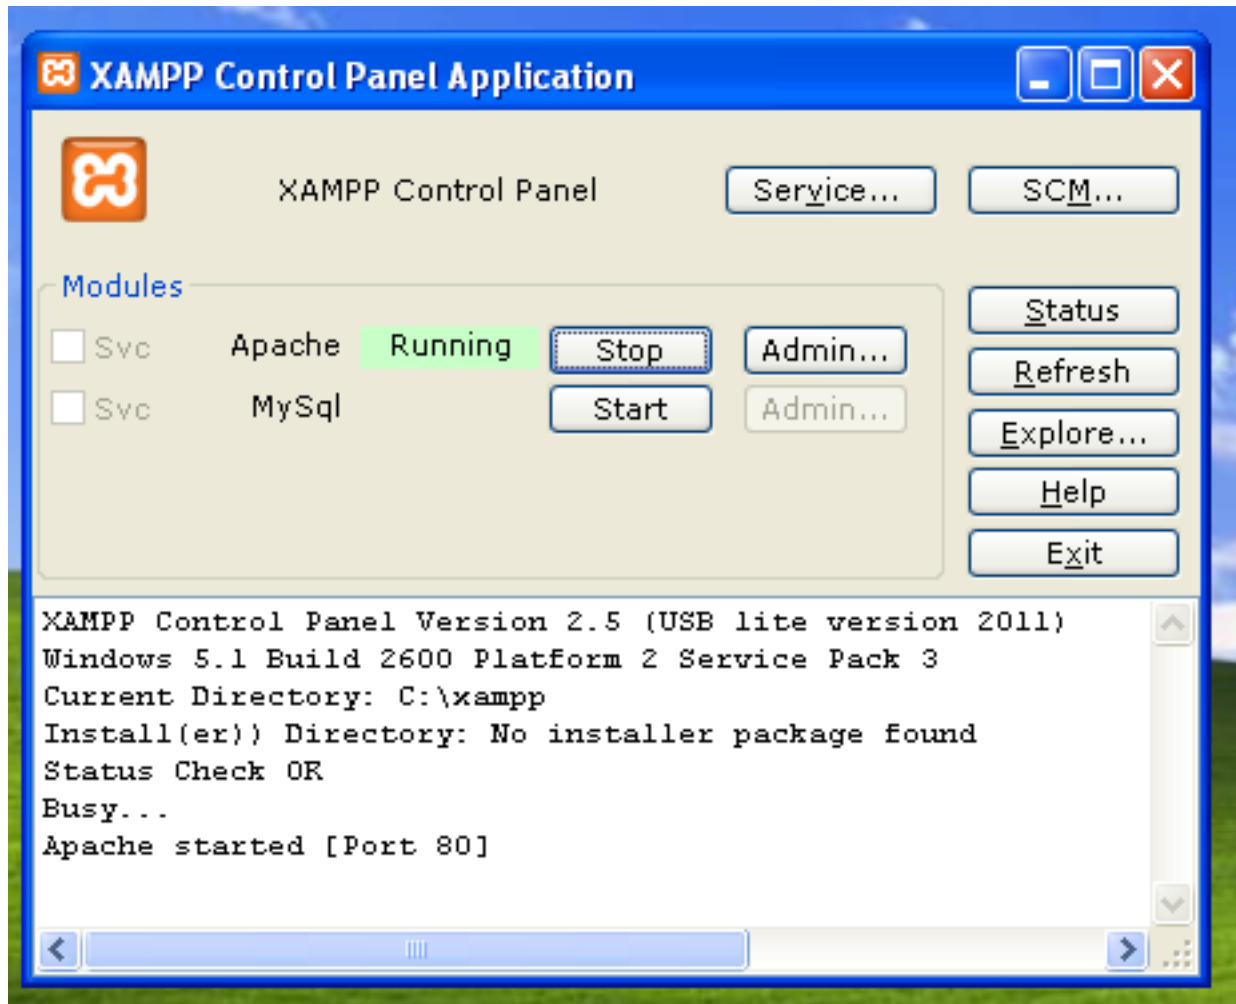 XAMPP Control Panel Application
XAMPP Control Panel Service... SCM...
Modules
Status
Svc Apache Running Stop Admin...
Refresh
Svc MySql Start Admin...
Explore...
Help
Exit
XAMPP Control Panel Version 2.5 (USB lite version 2011)
Windows 5.1 Build 2600 Platform 2 Service Pack 3
Current Directory: C:\xampp
Install(er)) Directory: No installer package found
Status Check OK
Busy...
Apache started [Port 80]